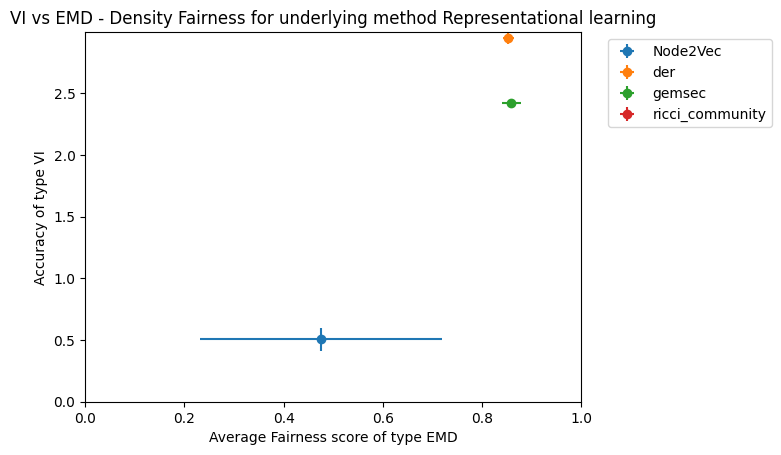 VI vs EMD - Density Fairness for underlying method Representational learning
Node2Vec
der
gemsec
ricci_community
Accuracy of type VI
2.5
2.0
1.5
1.0
0.5
0.0
0.0 0.2 0.4 0.6 0.8 1.0
Average Fairness score of type EMD